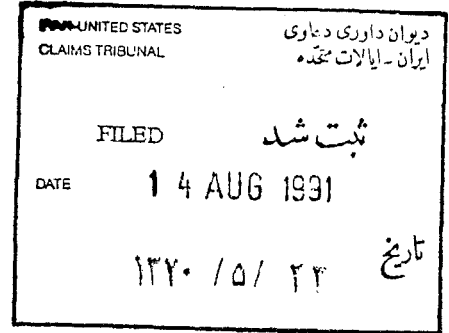 IRAN-UNITED STATES دیوان داوری دعاوی
CLAIMS TRIBUNAL ایران - ایالات متحده
FILED ثبت شد
DATE 14 AUG 1991
تاریخ
۱۳۷۰ /۵/ ۲۳